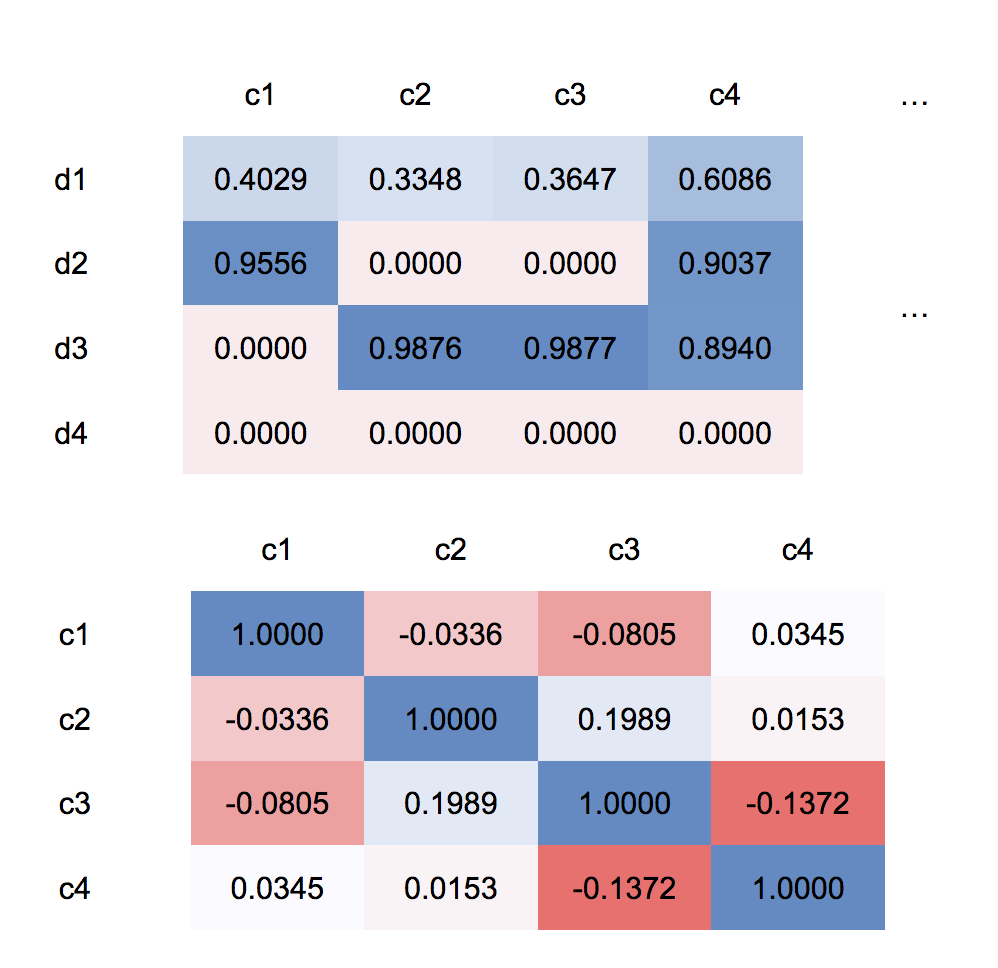 c1 c2 c3 c4 ...
d1 0.4029 0.3348 0.3647 0.6086
d2 0.9556 0.0000 0.0000 0.9037
...
d3 0.0000 0.9876 0.9877 0.8940
d4 0.0000 0.0000 0.0000 0.0000
c1 c2 c3 c4
c1 1.0000 -0.0336 -0.0805 0.0345
c2 -0.0336 1.0000 0.1989 0.0153
c3 -0.0805 0.1989 1.0000 -0.1372
c4 0.0345 0.0153 -0.1372 1.0000